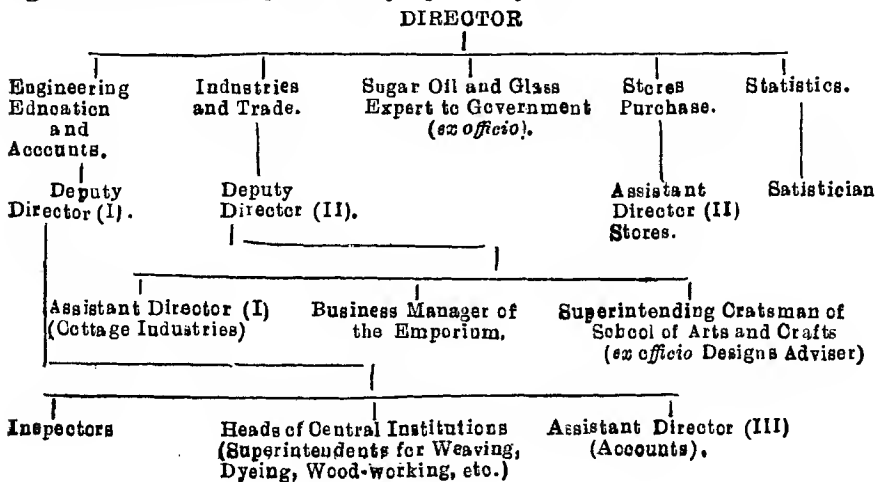 DIRECTOR
Engineering Industries Sugar Oil and Glass Stores Statistics.
Ednoation and Trade. Expert to Government Purchase.
and (ex officio).
Accounts.
Deputy Deputy Assistant Satistician
Director (I). Director (II). Director (II)
Stores.
Assistant Director (I) Business Manager of Superintending Cratsman of
(Cottage Industries) the Emporium. School of Arts and Crafts
(ex officio Designs Adviser)
Inspectors Heads of Central Institutions Assistant Director (III)
(Superintendents for Weaving, (Accounts).
Dyeing, Wood-working, etc.)